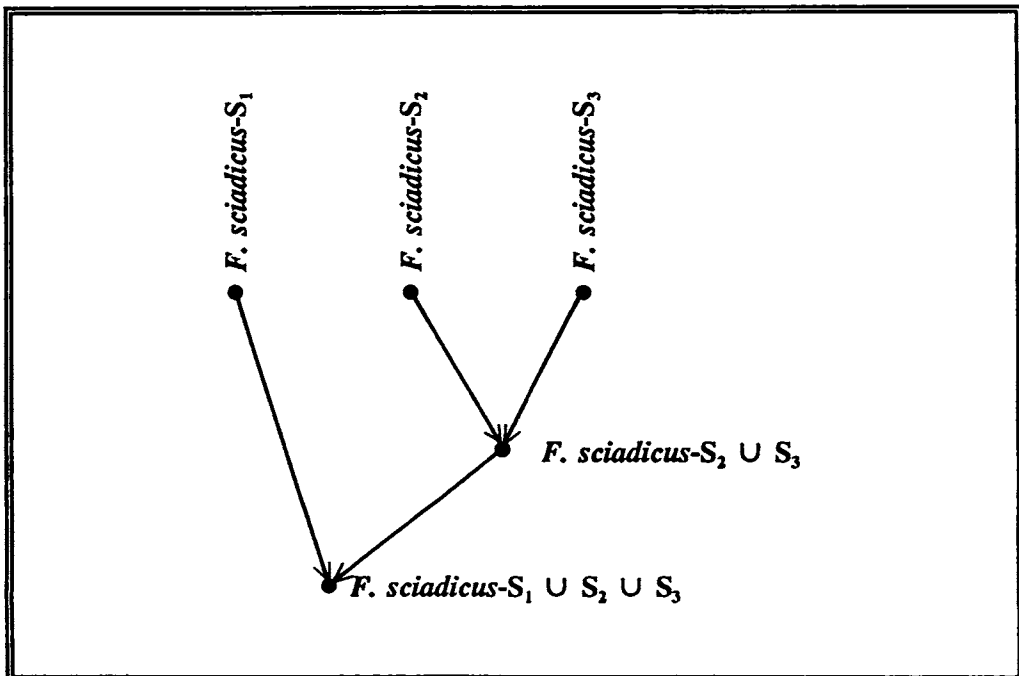 F. sciadicus-S₁
F. sciadicus-S₂
F. sciadicus-S₃
F. sciadicus-S₂ ∪ S₃
F. sciadicus-S₁ ∪ S₂ ∪ S₃